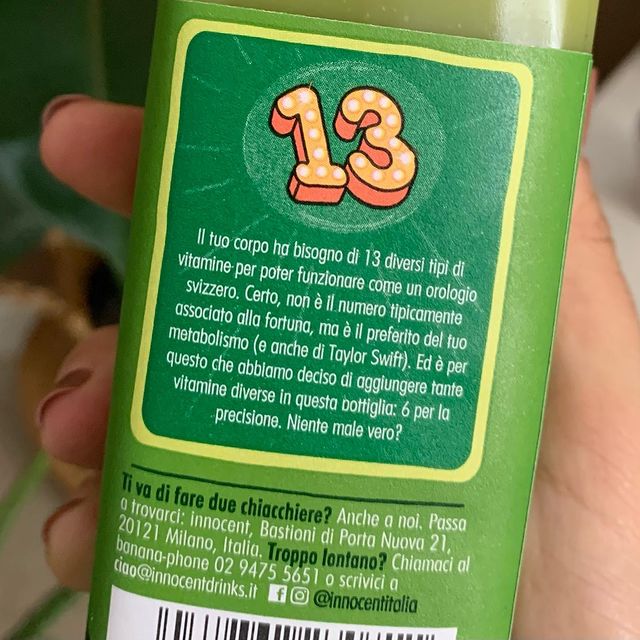 13
Il tuo corpo ha bisogno di 13 diversi tipi di
vitamine per poter funzionare come un orologio
svizzero. Certo, non è il numero tipicamente
associato alla fortuna, ma è il preferito del tuo
metabolismo (e anche di Taylor Swift). Ed è per
questo che abbiamo deciso di aggiungere tante
vitamine diverse in questa bottiglia: 6 per la
precisione. Niente male vero?
Ti va di fare due chiacchiere? Anche a noi. Passa
a trovarci: innocent, Bastioni di Porta Nuova 21,
20121 Milano, Italia. Troppo lontano? Chiamaci al
banana-phone 02 9475 5651 o scrivici a
ciao@innocentdrinks.it f @innocentitalia